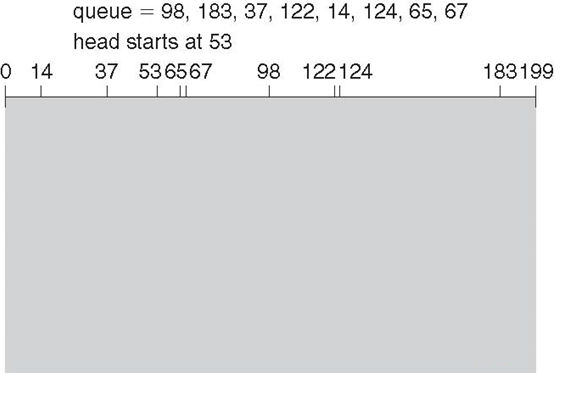 queue = 98, 183, 37, 122, 14, 124, 65, 67
head starts at 53
0 14 37 53 65 67 98 122 124 183 199